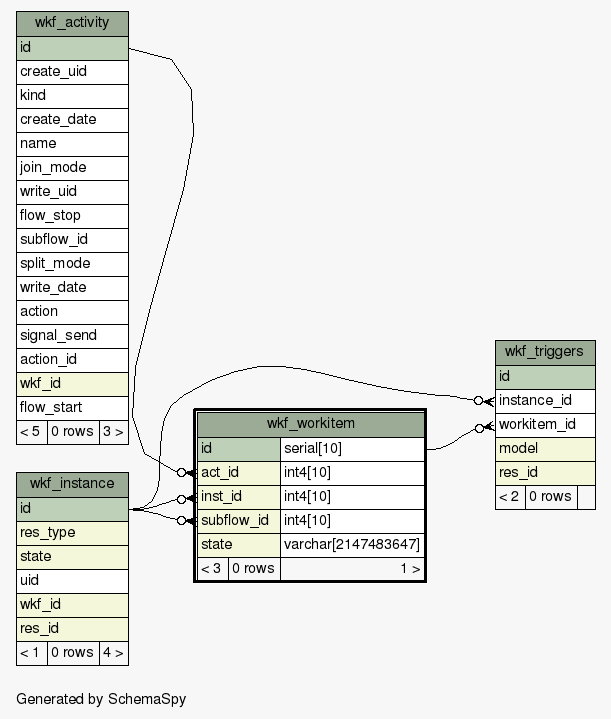 wkf_activity
id
create_uid
kind
create_date
name
join_mode
write_uid
flow_stop
subflow_id
split_mode
write_date
action
signal_send
action_id
wkf_id
flow_start
< 5 0 rows 3 >
wkf_instance
id
res_type
state
uid
wkf_id
res_id
< 1 0 rows 4 >
wkf_workitem
id serial[10]
act_id int4[10]
inst_id int4[10]
subflow_id int4[10]
state varchar[2147483647]
< 3 0 rows 1 >
wkf_triggers
id
instance_id
workitem_id
model
res_id
< 2 0 rows
Generated by SchemaSpy